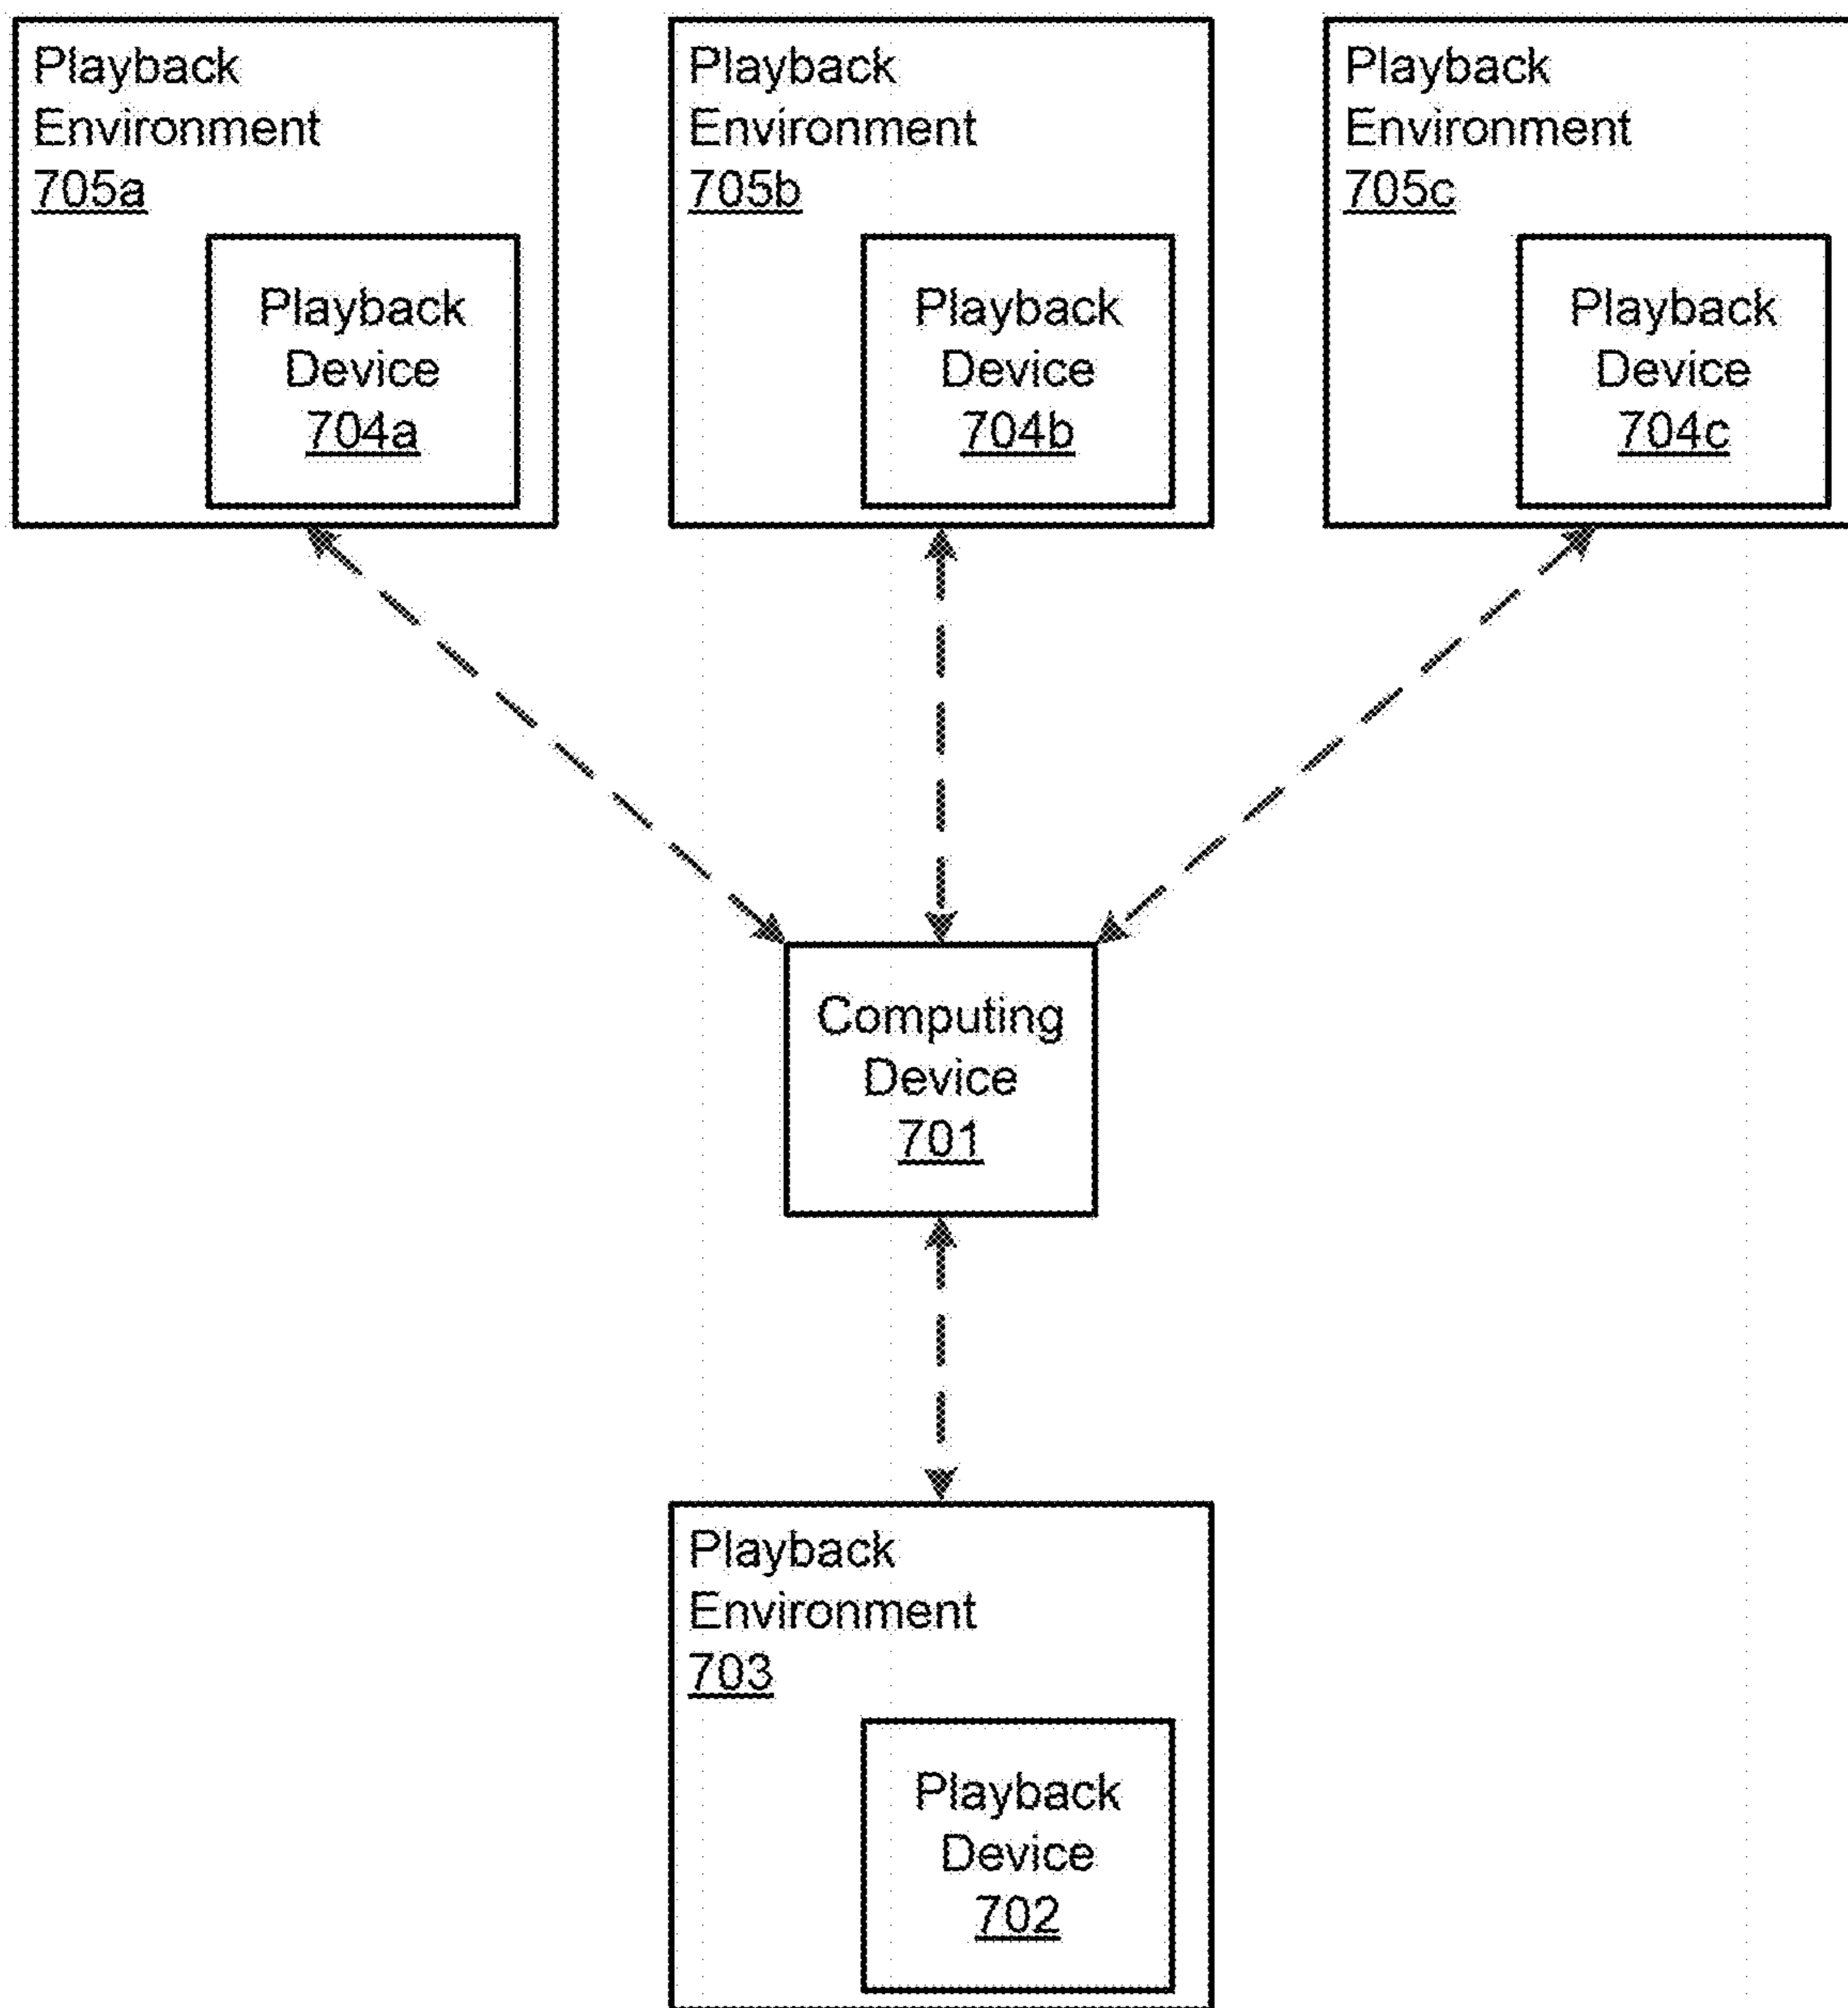 Playback
Environment
705a
Playback
Device
704a
Playback
Environment
705b
Playback
Device
704b
Playback
Environment
705c
Playback
Device
704c
Computing
Device
701
Playback
Environment
703
Playback
Device
702